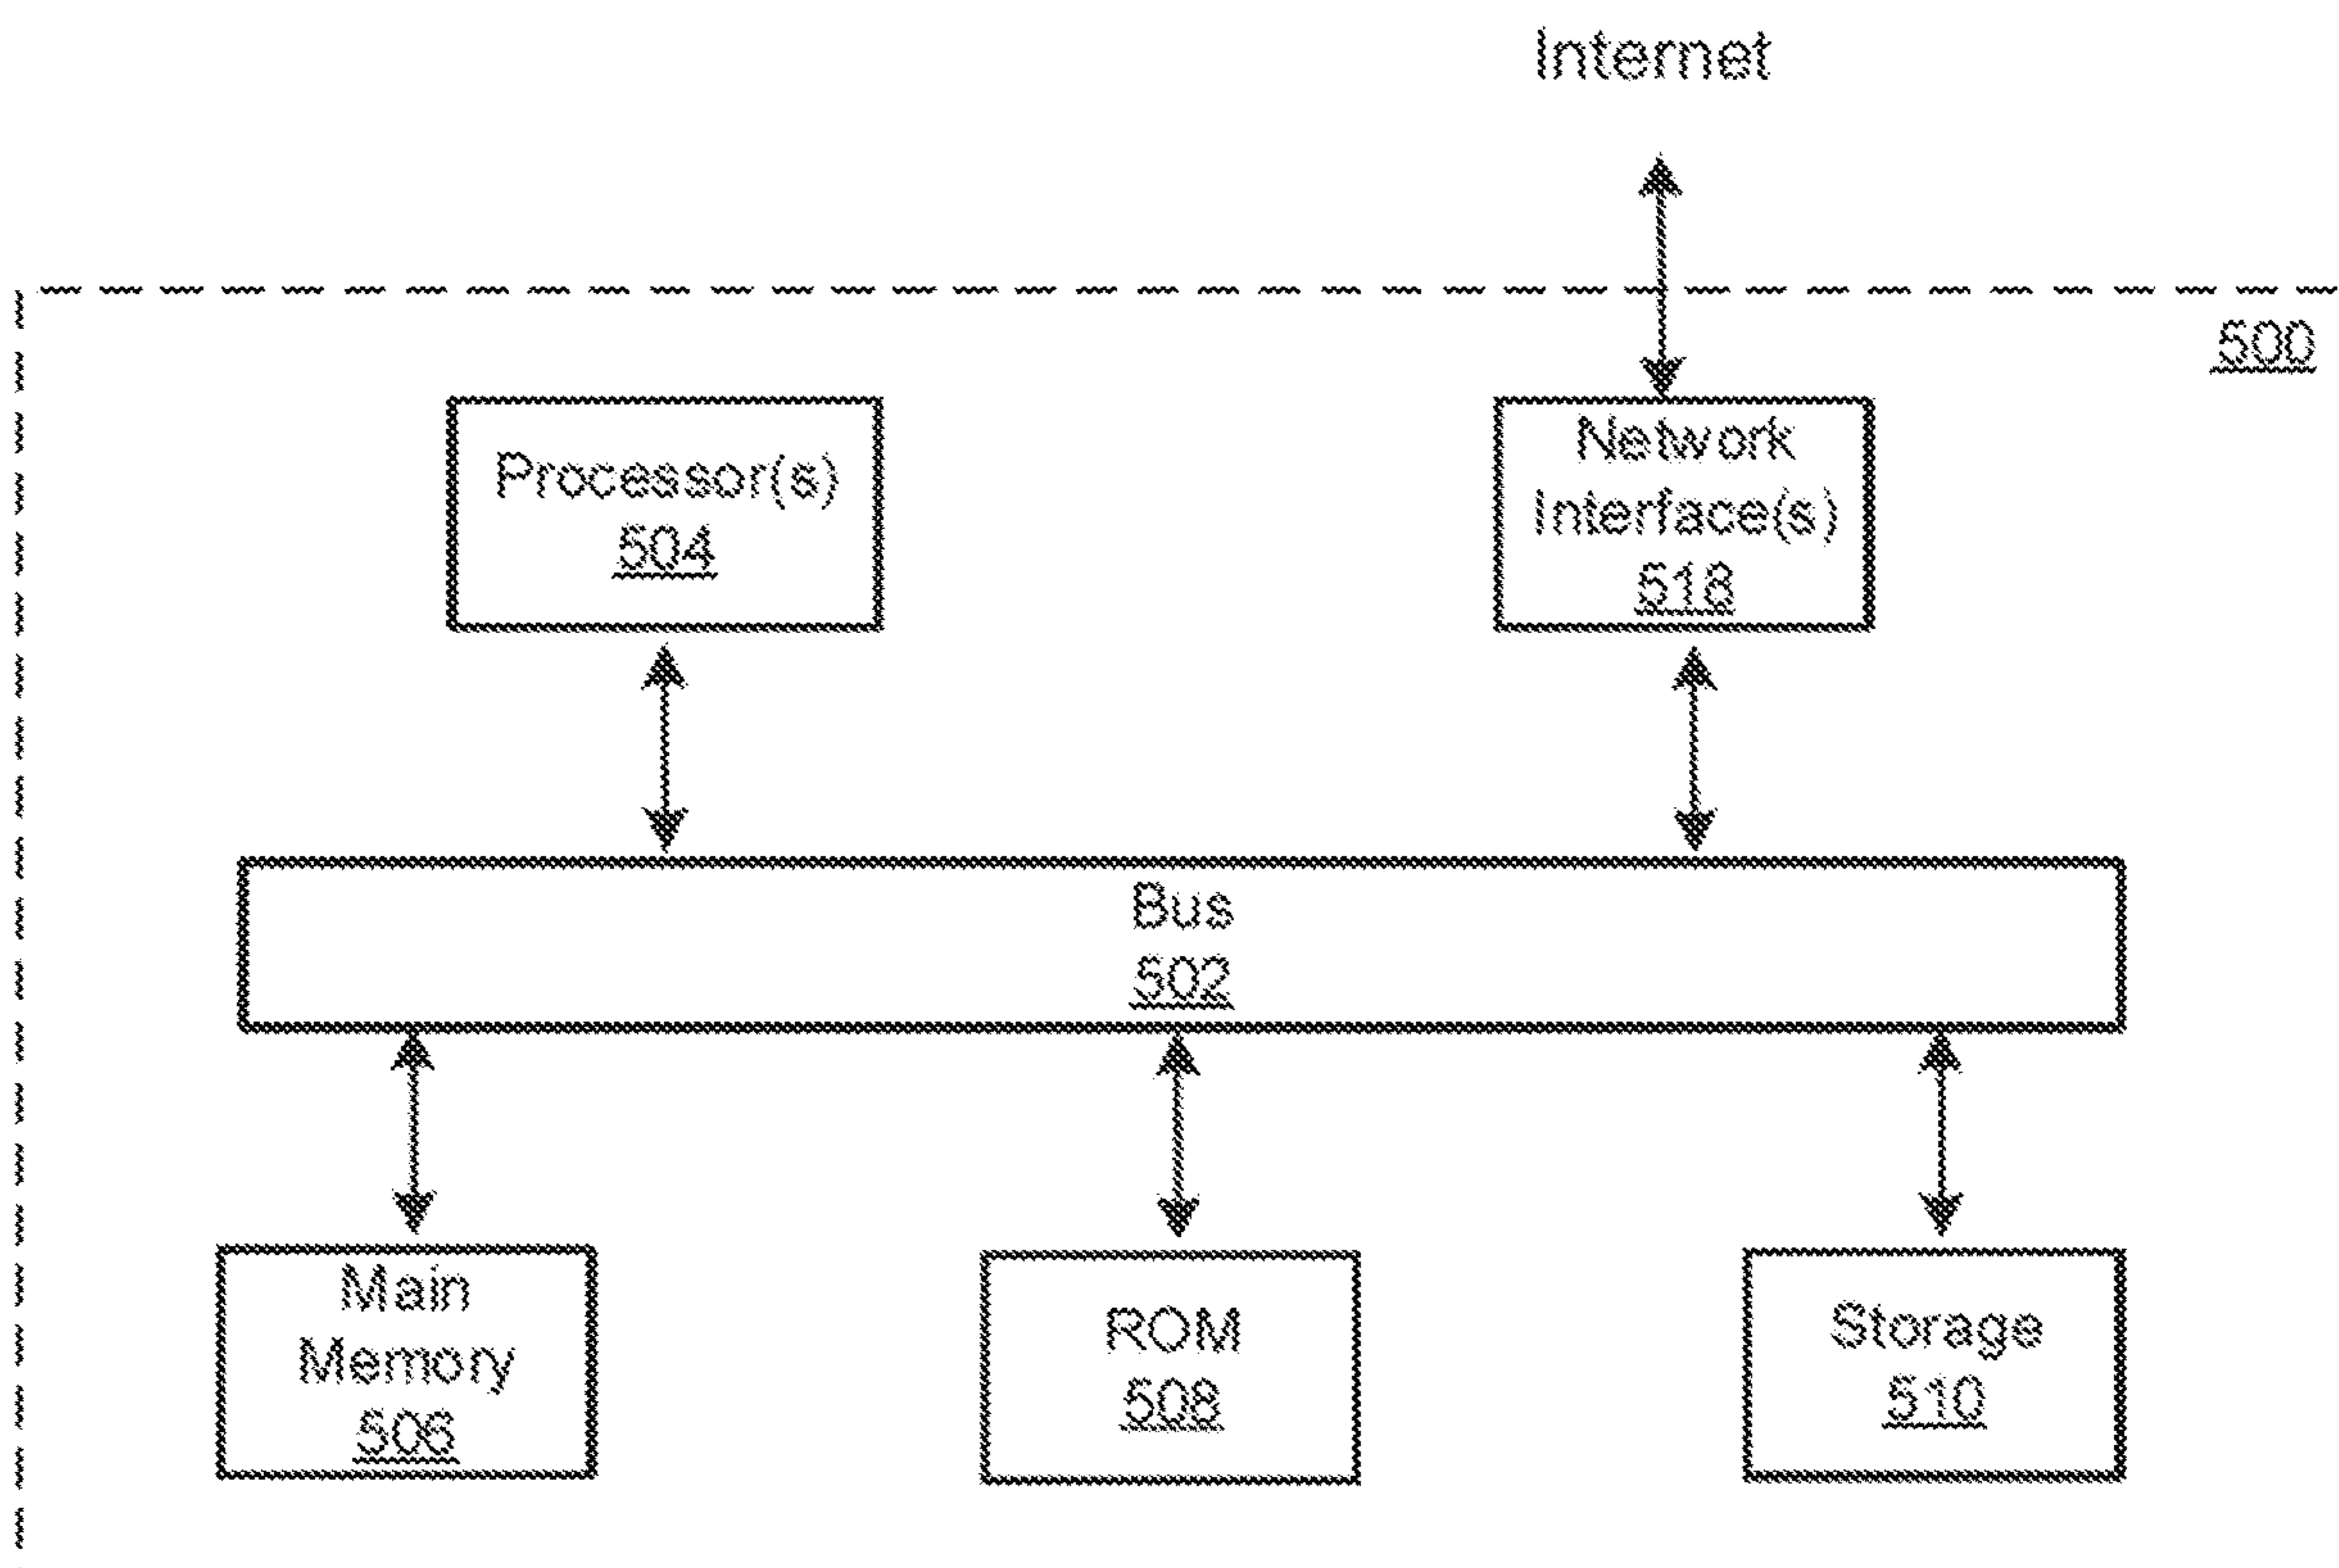 Internet
500
Processor(s)
504
Network
Interface(s)
518
Bus
502
Main
Memory
506
ROM
508
Storage
510